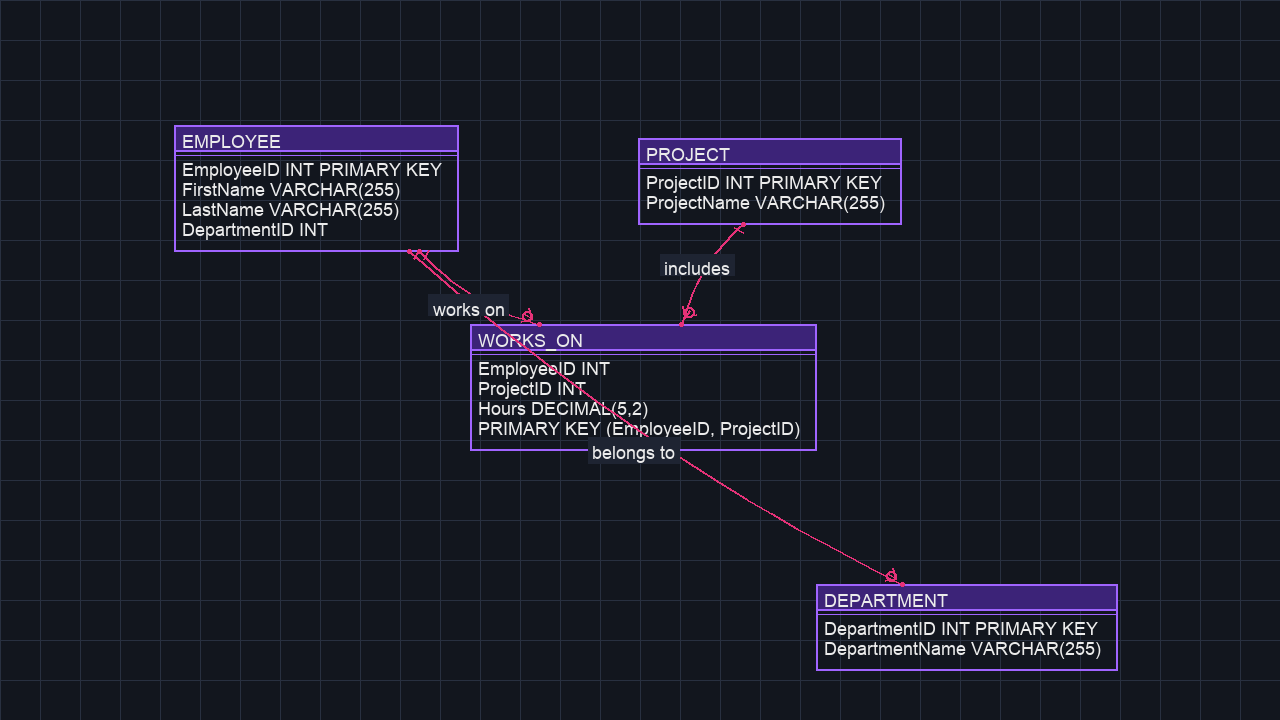 EMPLOYEE
EmployeeID INT PRIMARY KEY
FirstName VARCHAR(255)
LastName VARCHAR(255)
DepartmentID INT
PROJECT
ProjectID INT PRIMARY KEY
ProjectName VARCHAR(255)
includes
works on
WORKS_ON
EmployeeID INT
ProjectID INT
Hours DECIMAL(5,2)
PRIMARY KEY (EmployeeID, ProjectID)
belongs to
DEPARTMENT
DepartmentID INT PRIMARY KEY
DepartmentName VARCHAR(255)